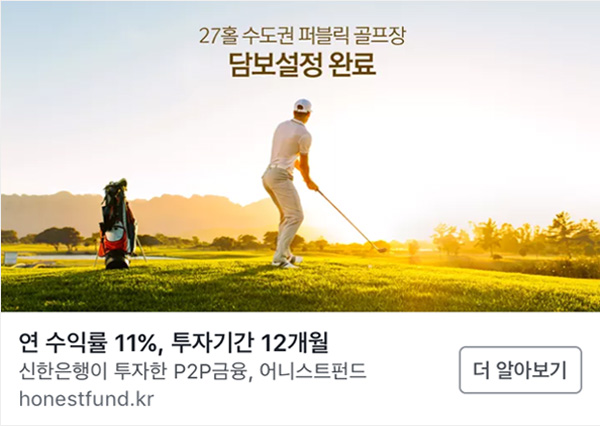 27홀 수도권 퍼블릭 골프장
담보설정 완료
연 수익률 11%, 투자기간 12개월
신한은행이 투자한 P2P금융, 어니스트펀드
더 알아보기
honestfund.kr